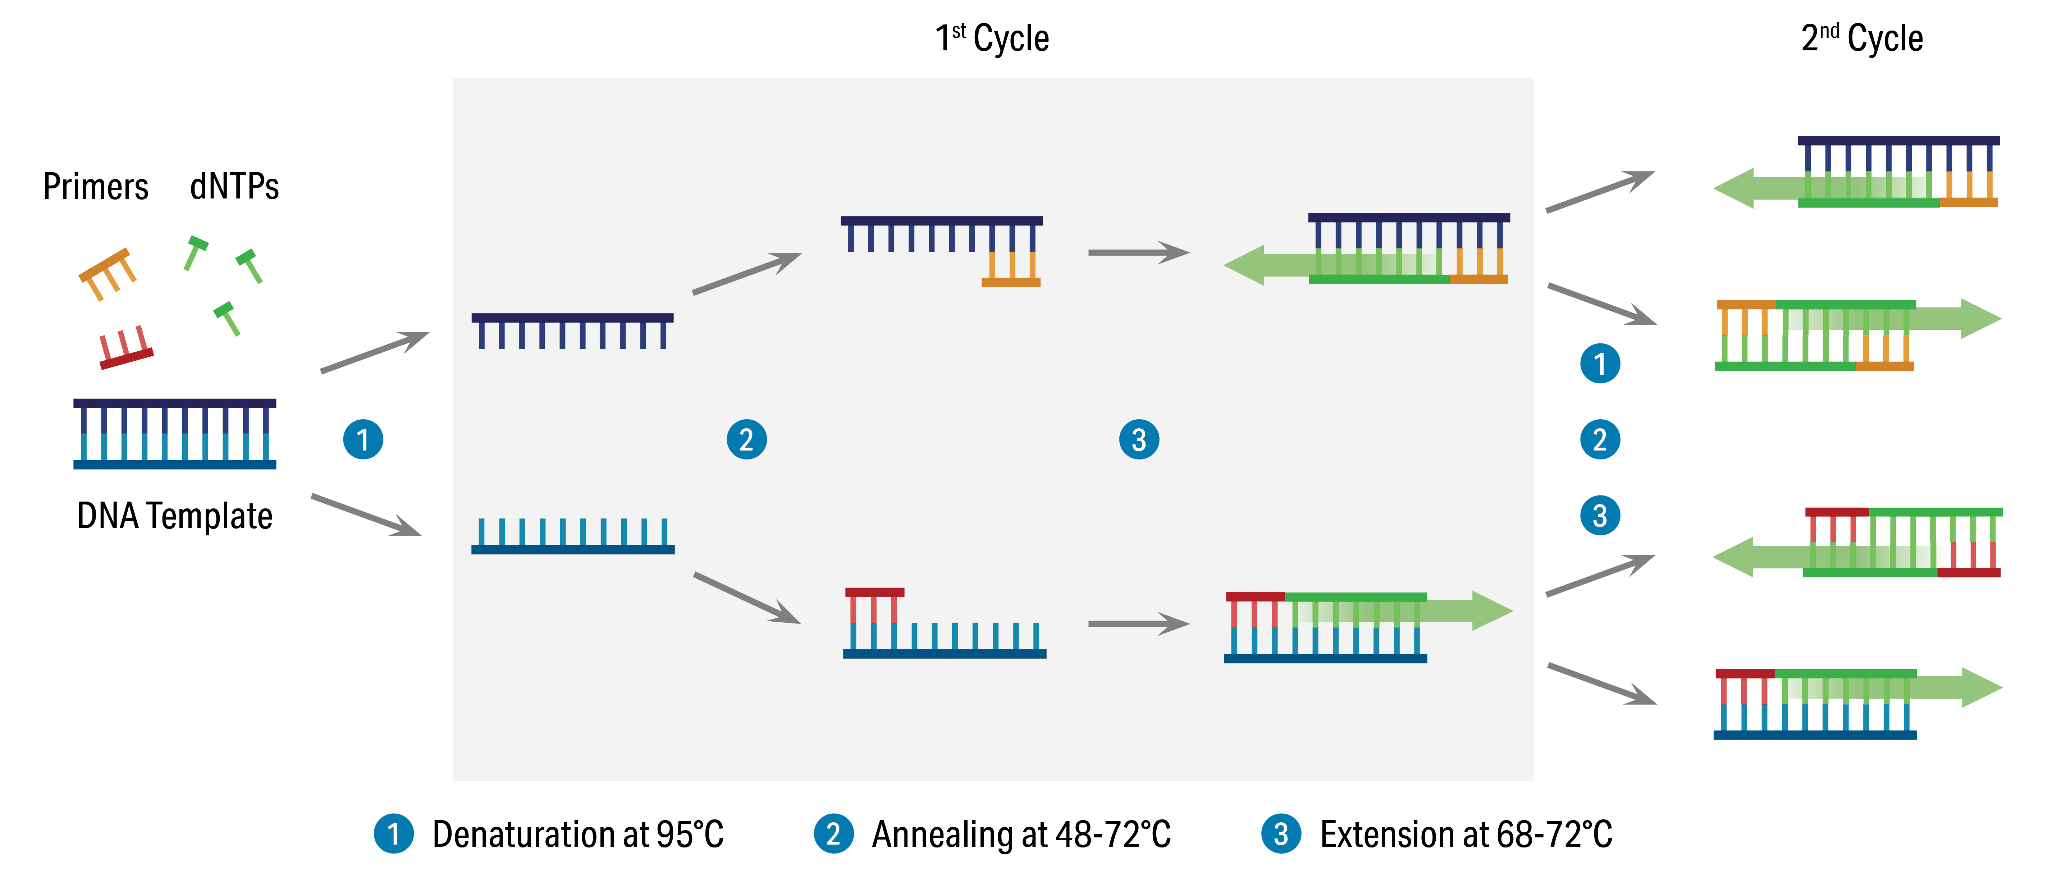 1st Cycle
2nd Cycle
Primers
dNTPs
DNA Template
1
2
3
1
2
3
1 Denaturation at 95°C
2 Annealing at 48-72°C
3 Extension at 68-72°C